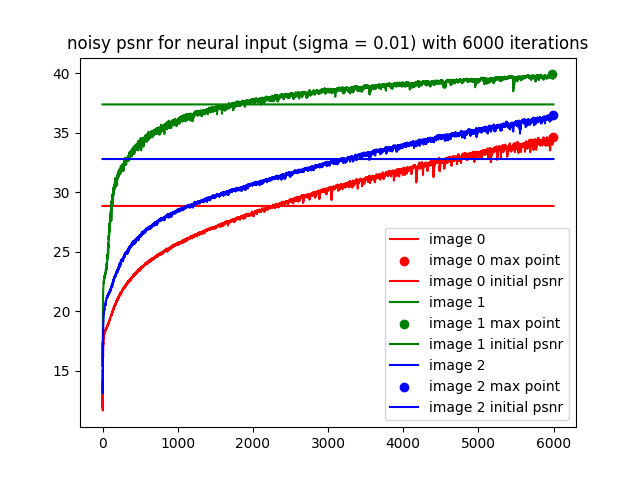 noisy psnr for neural input (sigma = 0.01) with 6000 iterations
40
35
30
25
20
15
image 0
image 0 max point
image 0 initial psnr
image 1
image 1 max point
image 1 initial psnr
image 2
image 2 max point
image 2 initial psnr
0 1000 2000 3000 4000 5000 6000